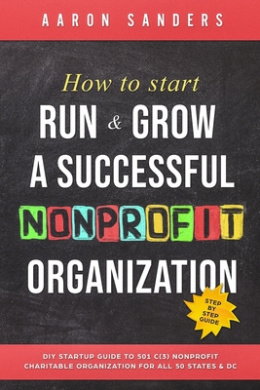 AARON SANDERS
How to start
RUN & GROW
A SUCCESSFUL
NONPROFIT
ORGANIZATION
STEP
BY
STEP
GUIDE
DIY STARTUP GUIDE TO 501 C(3) NONPROFIT
CHARITABLE ORGANIZATION FOR ALL 50 STATES & DC